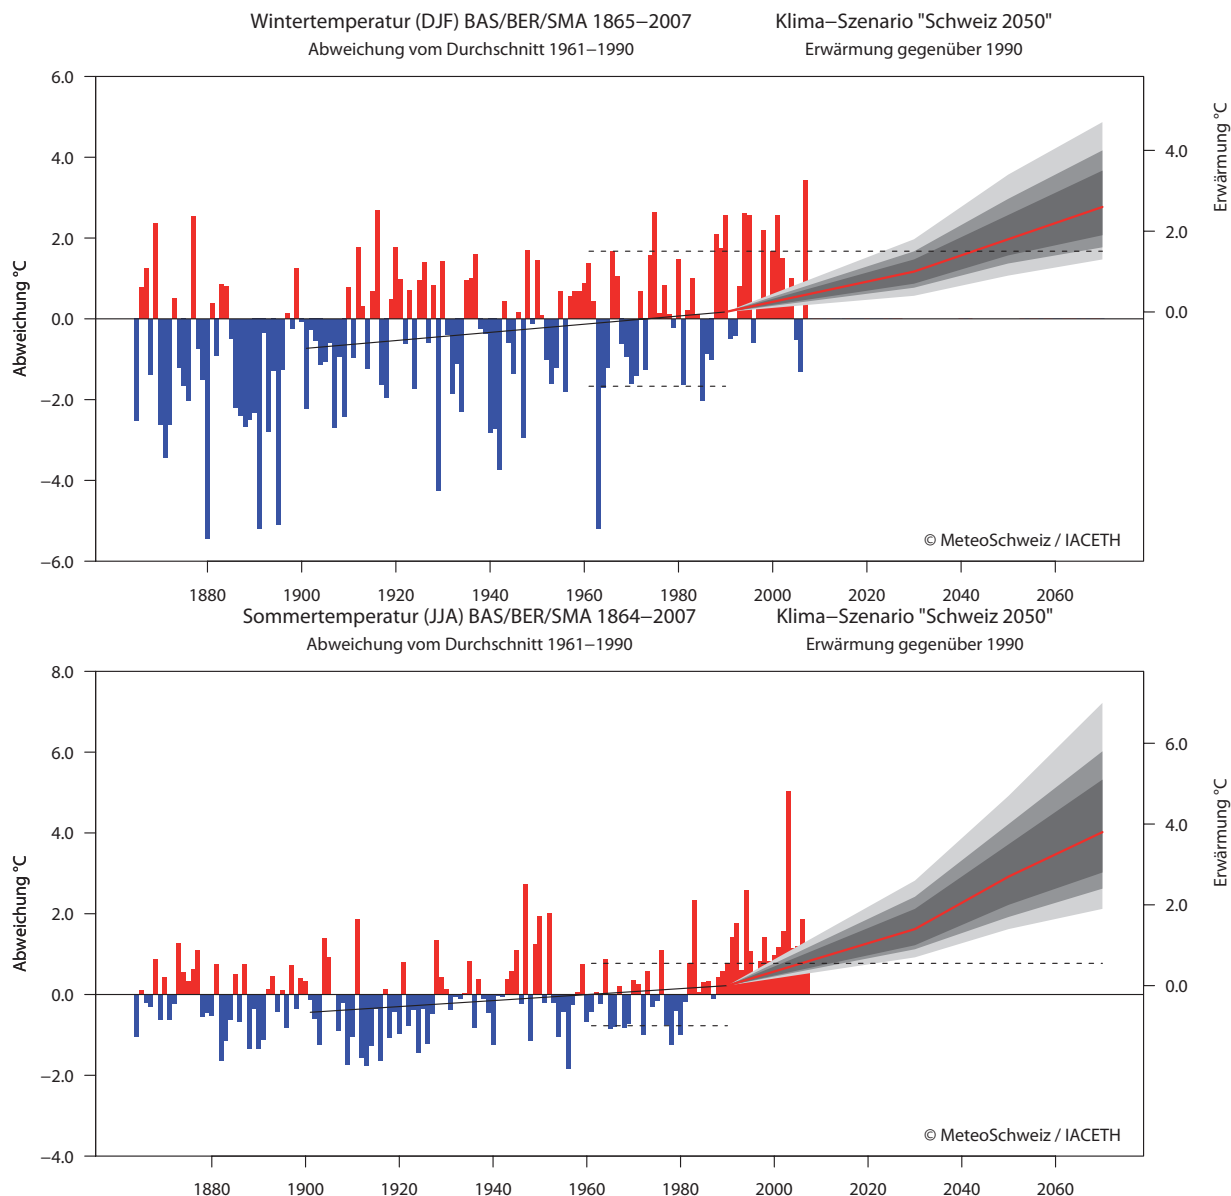 Wintertemperatur (DJF) BAS/BER/SMA 1865–2007
Klima–Szenario "Schweiz 2050"
Abweichung vom Durchschnitt 1961–1990
Erwärmung gegenüber 1990
6.0
4.0
2.0
0.0
−2.0
−4.0
−6.0
Abweichung °C
4.0
2.0
0.0
Erwärmung °C
© MeteoSchweiz / IACETH
1880 1900 1920 1940 1960 1980 2000 2020 2040 2060
Sommertemperatur (JJA) BAS/BER/SMA 1864–2007
Klima–Szenario "Schweiz 2050"
Abweichung vom Durchschnitt 1961–1990
Erwärmung gegenüber 1990
8.0
6.0
4.0
2.0
0.0
−2.0
−4.0
Abweichung °C
6.0
4.0
2.0
0.0
Erwärmung °C
© MeteoSchweiz / IACETH
1880 1900 1920 1940 1960 1980 2000 2020 2040 2060